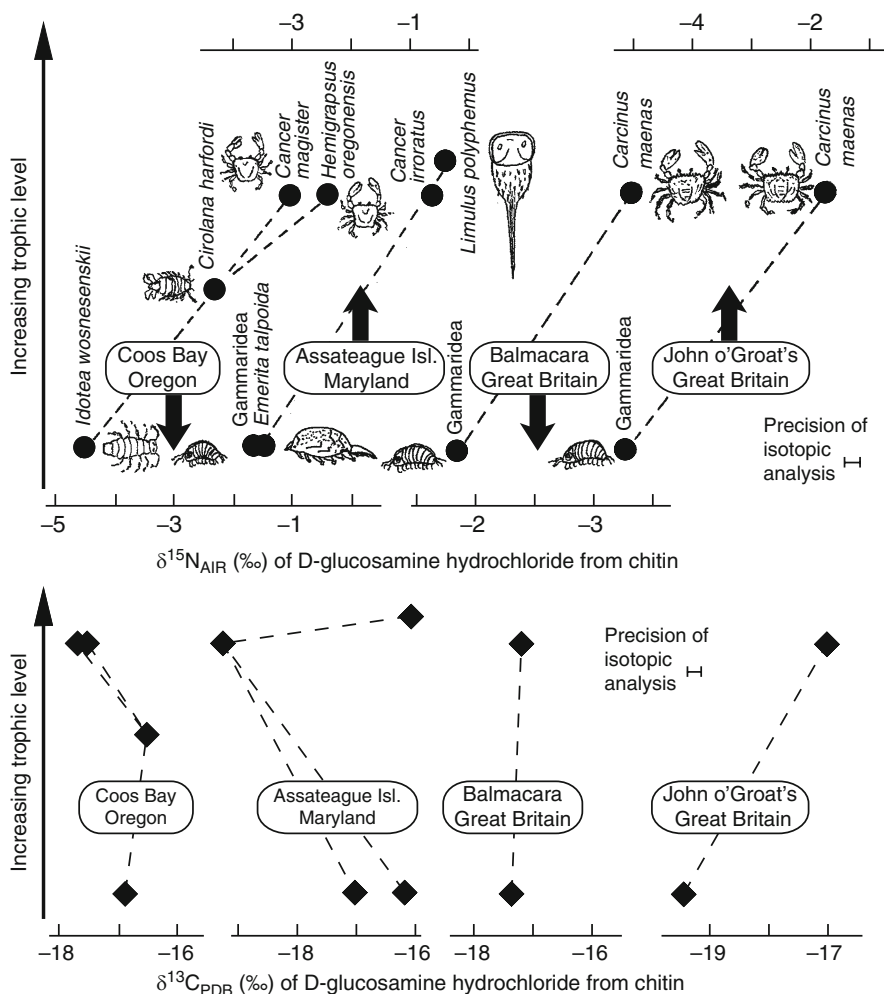 −3 −1 −4 −2
Increasing trophic level
Idotea wosnesenskii
Cirolana harfordi
Cancer
magister
Hemigrapsus
oregonensis
Cancer
irroratus
Limulus polyphemus
Carcinus
maenas
Carcinus
maenas
Gammaridea
Emerita talpoida
Gammaridea
Gammaridea
Coos Bay
Oregon
Assateague Isl.
Maryland
Balmacara
Great Britain
John o'Groat's
Great Britain
Precision of
isotopic
analysis
−5 −3 −1 −2 −3
δ15NAIR (‰) of D-glucosamine hydrochloride from chitin
Increasing trophic level
Precision of
isotopic
analysis
Coos Bay
Oregon
Assateague Isl.
Maryland
Balmacara
Great Britain
John o'Groat's
Great Britain
−18 −16 −18 −16 −18 −16 −19 −17
δ13CPDB (‰) of D-glucosamine hydrochloride from chitin